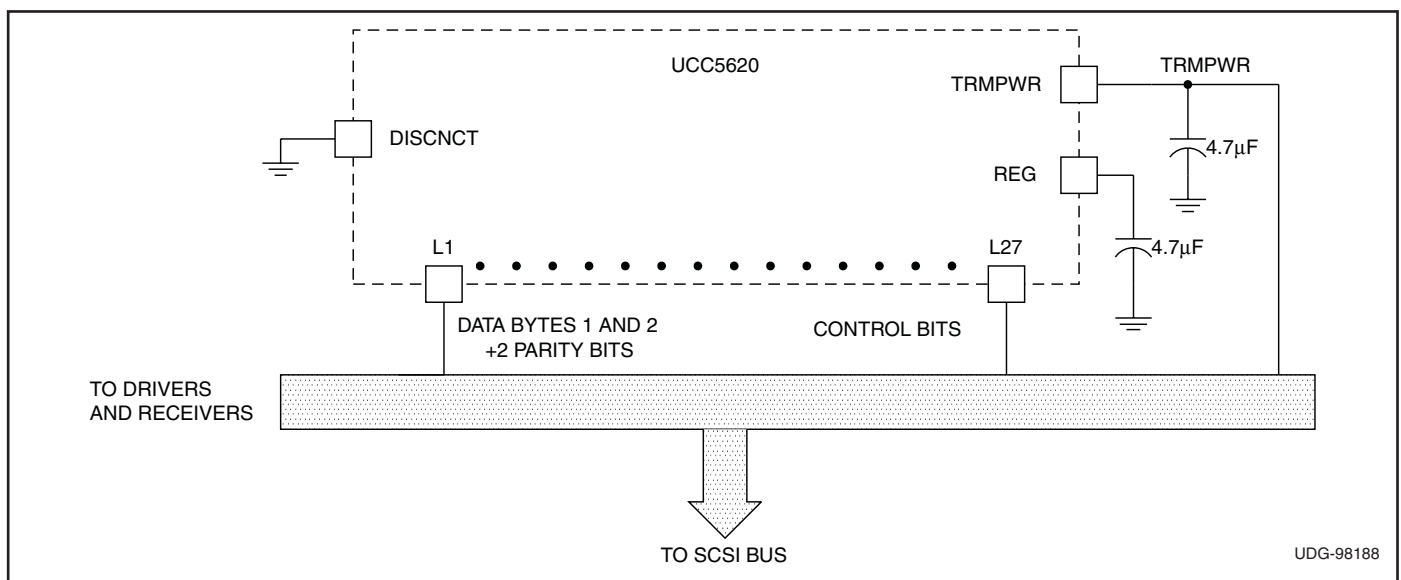 UCC5620
TRMPWR
TRMPWR
DISCNCT
4.7µF
REG
L1
L27
4.7µF
DATA BYTES 1 AND 2
+2 PARITY BITS
CONTROL BITS
TO DRIVERS
AND RECEIVERS
TO SCSI BUS
UDG-98188